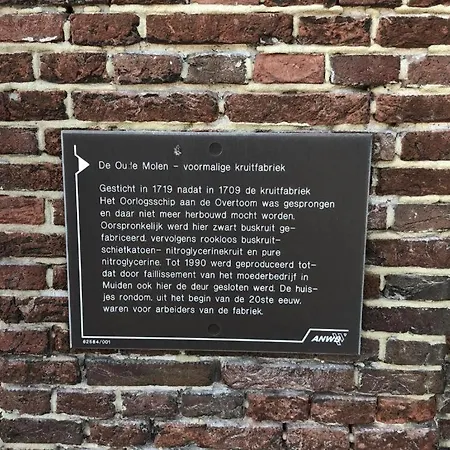 De Oude Molen - voormalige kruitfabriek
Gesticht in 1719 nadat in 1709 de kruitfabriek
Het Oorlogsschip aan de Overtoom was gesprongen
en daar niet meer herbouwd mocht worden.
Oorspronkelijk werd hier zwart buskruit ge-
fabriceerd, vervolgens rookloos buskruit-
schietkatoen- nitroglycerinekruit en pure
nitroglycerine. Tot 1990 werd geproduceerd tot-
dat door faillissement van het moederbedrijf in
Muiden ook hier de deur gesloten werd. De huis-
jes rondom, uit het begin van de 20ste eeuw,
waren voor arbeiders van de fabriek.
62584/001
ANWB